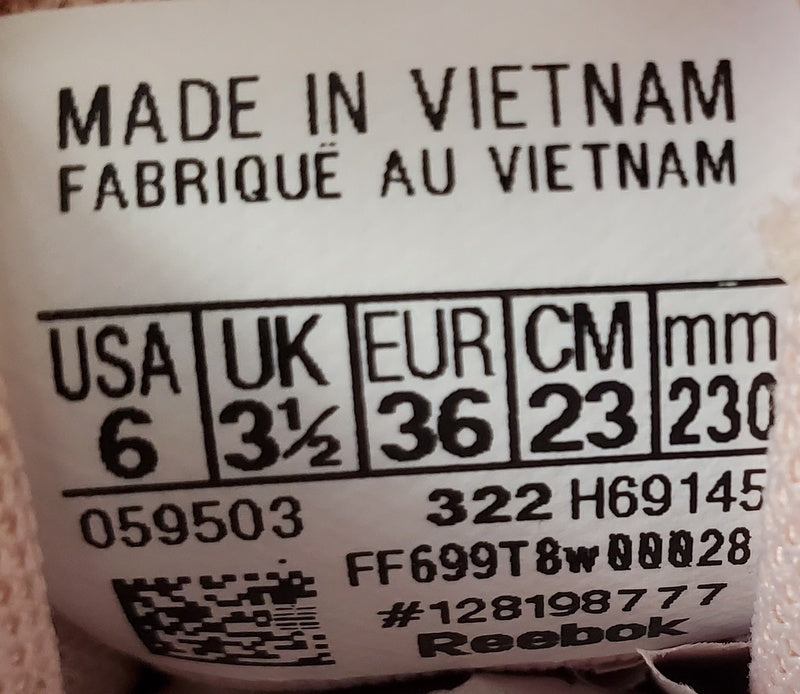 MADE IN VIETNAM
FABRIQUË AU VIETNAM
USA UK EUR CM mm
6 3½ 36 23 230
059503 322 H69145
FF699T8w00028
#128198777
Reebok